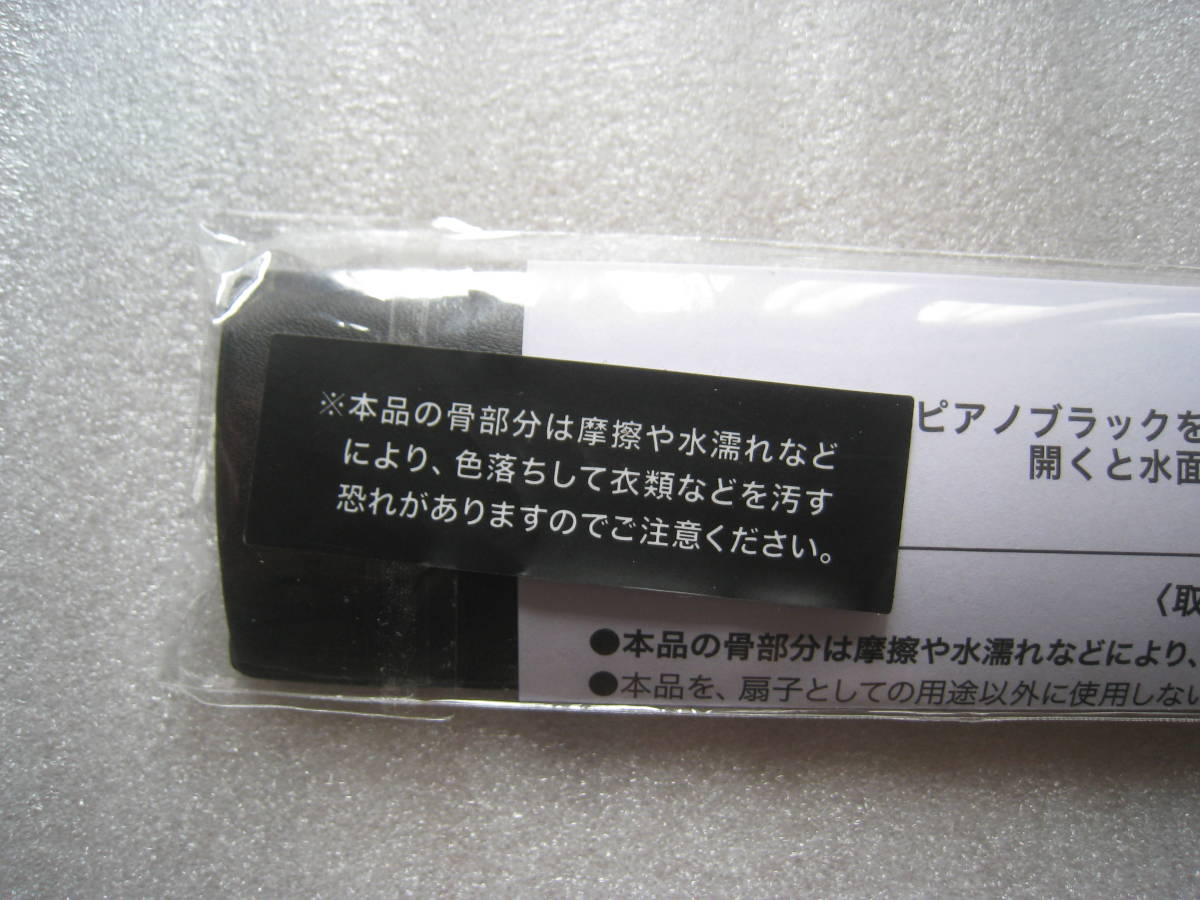 ※本品の骨部分は摩擦や水濡れなど
により、色落ちして衣類などを汚す
恐れがありますのでご注意ください。
ピアノブラックを
開くと水面
〈取
●本品の骨部分は摩擦や水濡れなどにより、
●本品を、扇子としての用途以外に使用しない